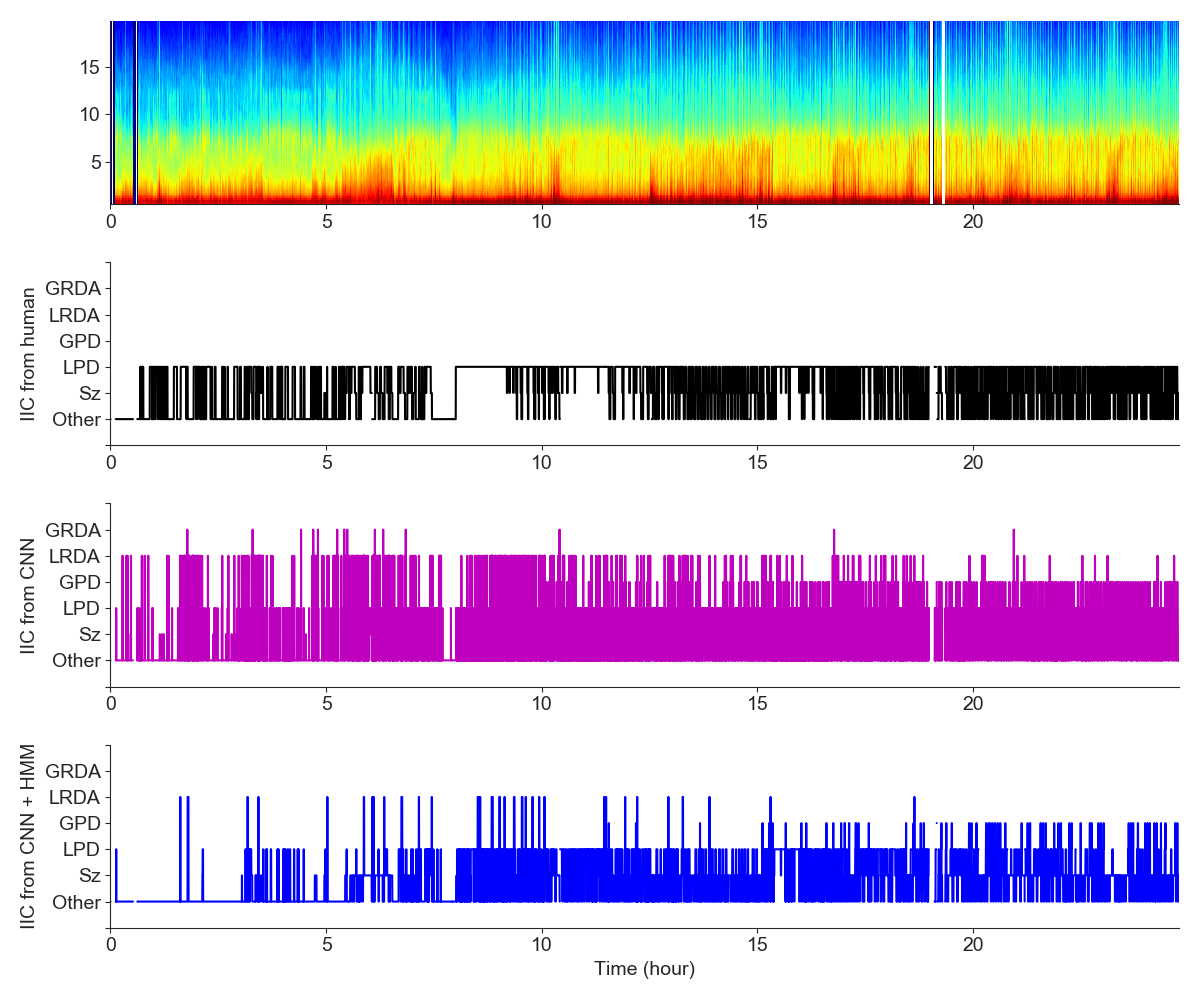 15
10
5
0 5 10 15 20
IIC from human
GRDA
LRDA
GPD
LPD
Sz
Other
0 5 10 15 20
IIC from CNN
GRDA
LRDA
GPD
LPD
Sz
Other
0 5 10 15 20
IIC from CNN + HMM
GRDA
LRDA
GPD
LPD
Sz
Other
0 5 10 15 20
Time (hour)